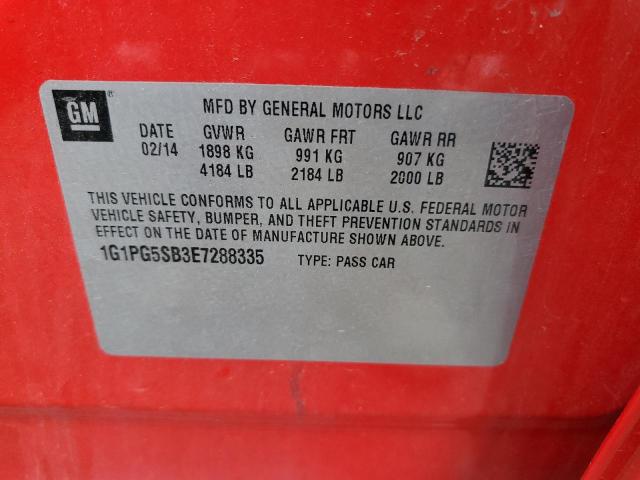 GM
MFD BY GENERAL MOTORS LLC
DATE GVWR GAWR FRT GAWR RR
02/14 1898 KG 991 KG 907 KG
4184 LB 2184 LB 2000 LB
THIS VEHICLE CONFORMS TO ALL APPLICABLE U.S. FEDERAL MOTOR
VEHICLE SAFETY, BUMPER, AND THEFT PREVENTION STANDARDS IN
EFFECT ON THE DATE OF MANUFACTURE SHOWN ABOVE.
1G1PG5SB3E7288335 TYPE: PASS CAR